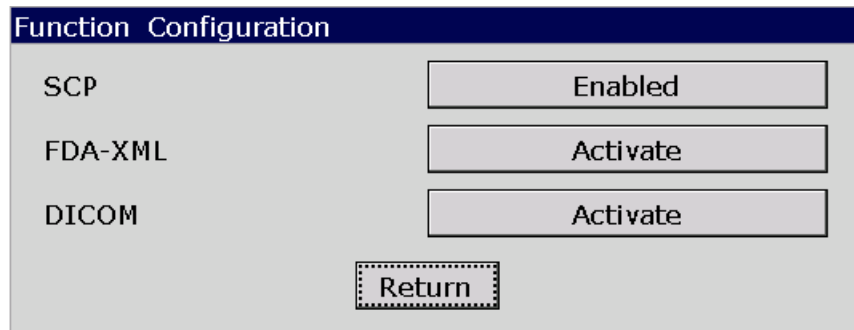 Function Configuration
SCP Enabled
FDA-XML Activate
DICOM Activate
Return